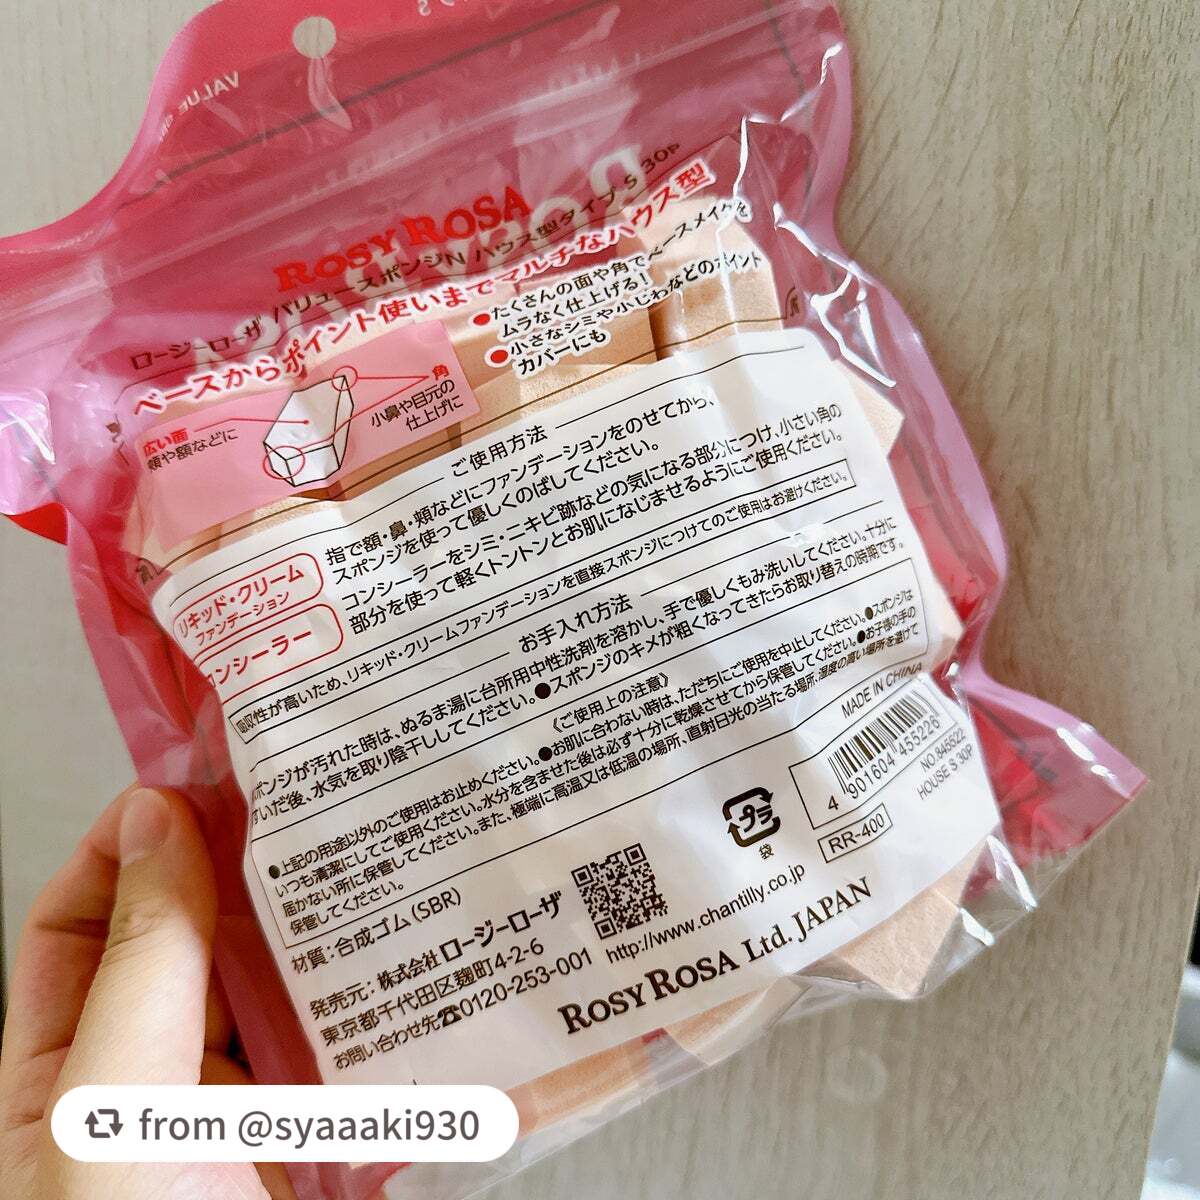 ROSY ROSA
ロージーローザ バリュースポンジN ハウス型タイプ S 30P
ベースからポイント使いまでマルチなハウス型
●たくさんの面や角でベースメイクを
ムラなく仕上げる!
●小さなシミや小じわなどのポイント
カバーにも
広い面
頬や額などに
角
小鼻や目元の
仕上げに
ご使用方法
リキッド・クリーム
ファンデーション
指で額・鼻・頬などにファンデーションをのせてから、
スポンジを使って優しくのばしてください。
コンシーラー
コンシーラーをシミ・ニキビ跡などの気になる部分につけ、小さい角の
部分を使って軽くトントンとお肌になじませるようにご使用ください。
吸収性が高いため、リキッド・クリームファンデーションを直接スポンジにつけてのご使用はお避けください。
お手入れ方法
スポンジが汚れた時は、ぬるま湯に台所用中性洗剤を溶かし、手で優しくもみ洗いしてください。十分に
すすいだ後、水気を取り陰干ししてください。●スポンジのキメが粗くなってきたらお取り替えの時期です。
《ご使用上の注意》
●上記の用途以外のご使用はお止めください。●お肌に合わない時は、ただちにご使用を中止してください。●スポンジは
いつも清潔にしてご使用ください。水分を含ませた後は必ず十分に乾燥させてから保管してください。●お子様の手の
届かない所に保管してください。また、極端に高温又は低温の場所、直射日光の当たる場所、湿度の高い場所を避けて
保管してください。
材質:合成ゴム(SBR)
発売元:株式会社ロージーローザ
東京都千代田区麹町4-2-6
お問い合わせ先☎0120-253-001
http://www.chantilly.co.jp
ROSY ROSA Ltd. JAPAN
プラ
袋
MADE IN CHINA
4 901604 455226
NO.845522
HOUSE S 30P
RR-400
from @syaaaki930